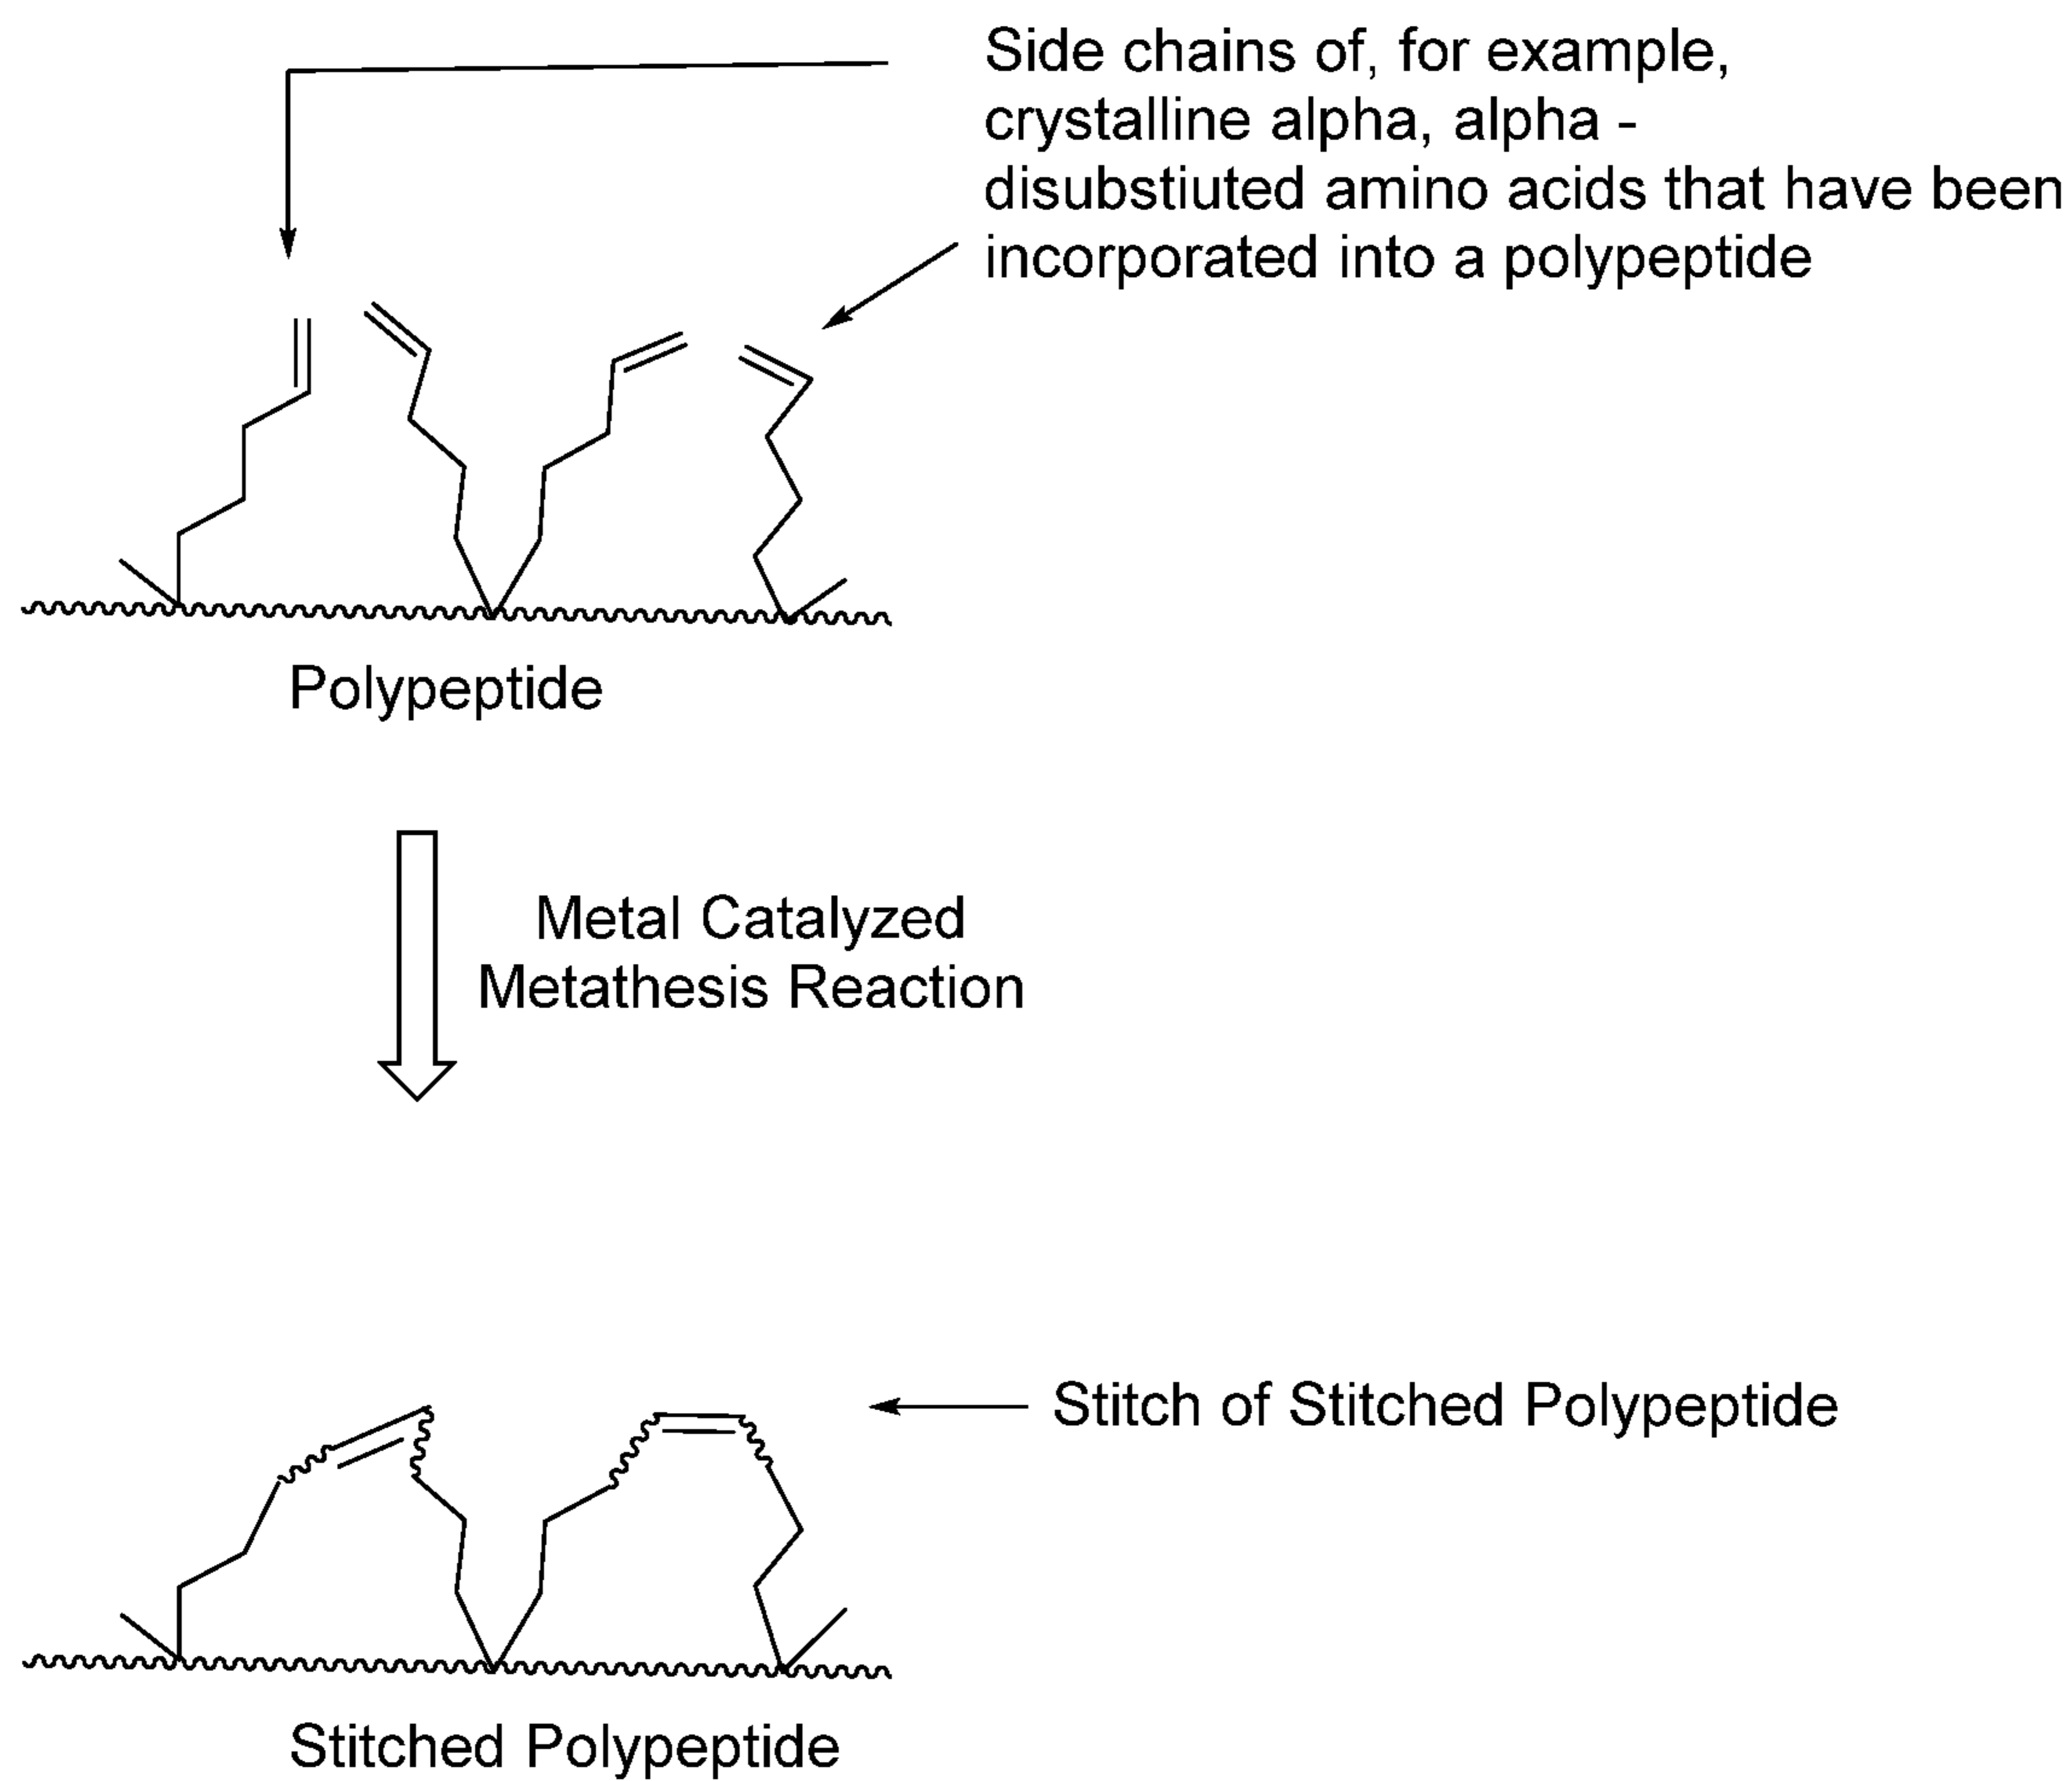 Side chains of, for example,
crystalline alpha, alpha -
disubstiuted amino acids that have been
incorporated into a polypeptide
Polypeptide
Metal Catalyzed
Metathesis Reaction
Stitch of Stitched Polypeptide
Stitched Polypeptide